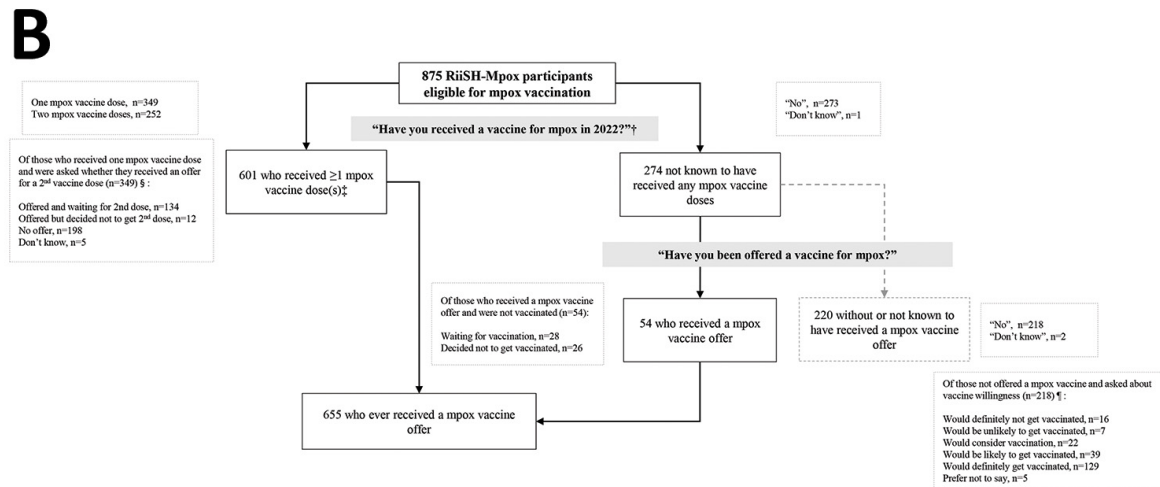 B
875 RiiSH-Mpox participants
eligible for mpox vaccination
One mpox vaccine dose, n=349
Two mpox vaccine doses, n=252
"No", n=273
"Don't know", n=1
"Have you received a vaccine for mpox in 2022?"†
Of those who received one mpox vaccine dose
and were asked whether they received an offer
for a 2nd vaccine dose (n=349) § :
Offered and waiting for 2nd dose, n=134
Offered but decided not to get 2nd dose, n=12
No offer, n=198
Don't know, n=5
601 who received ≥1 mpox
vaccine dose(s)‡
274 not known to have
received any mpox vaccine
doses
"Have you been offered a vaccine for mpox?"
Of those who received a mpox vaccine
offer and were not vaccinated (n=54):
Waiting for vaccination, n=28
Decided not to get vaccinated, n=26
54 who received a mpox
vaccine offer
220 without or not known to
have received a mpox vaccine
offer
"No", n=218
"Don't know", n=2
655 who ever received a mpox vaccine
offer
Of those not offered a mpox vaccine and asked about
vaccine willingness (n=218) ¶ :
Would definitely not get vaccinated, n=16
Would be unlikely to get vaccinated, n=7
Would consider vaccination, n=22
Would be likely to get vaccinated, n=39
Would definitely get vaccinated, n=129
Prefer not to say, n=5